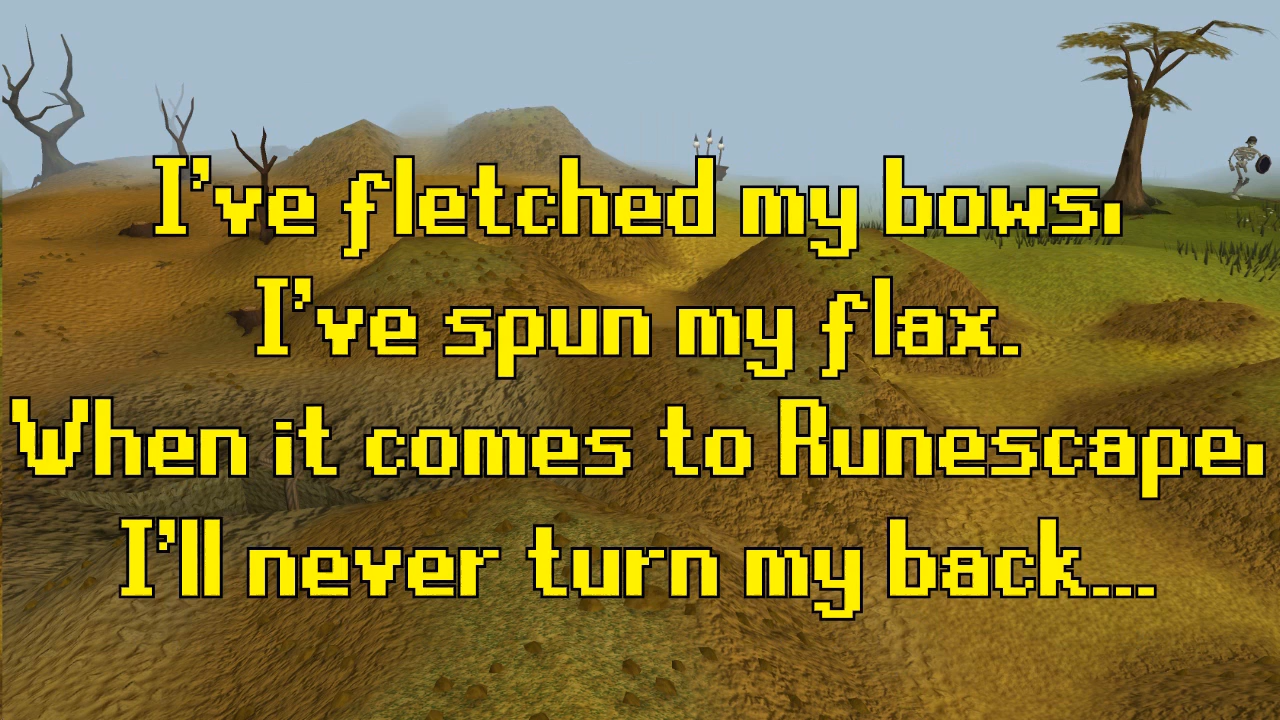 I've fletched my bows,
I've spun my flax.
When it comes to Runescape,
I'll never turn my back...